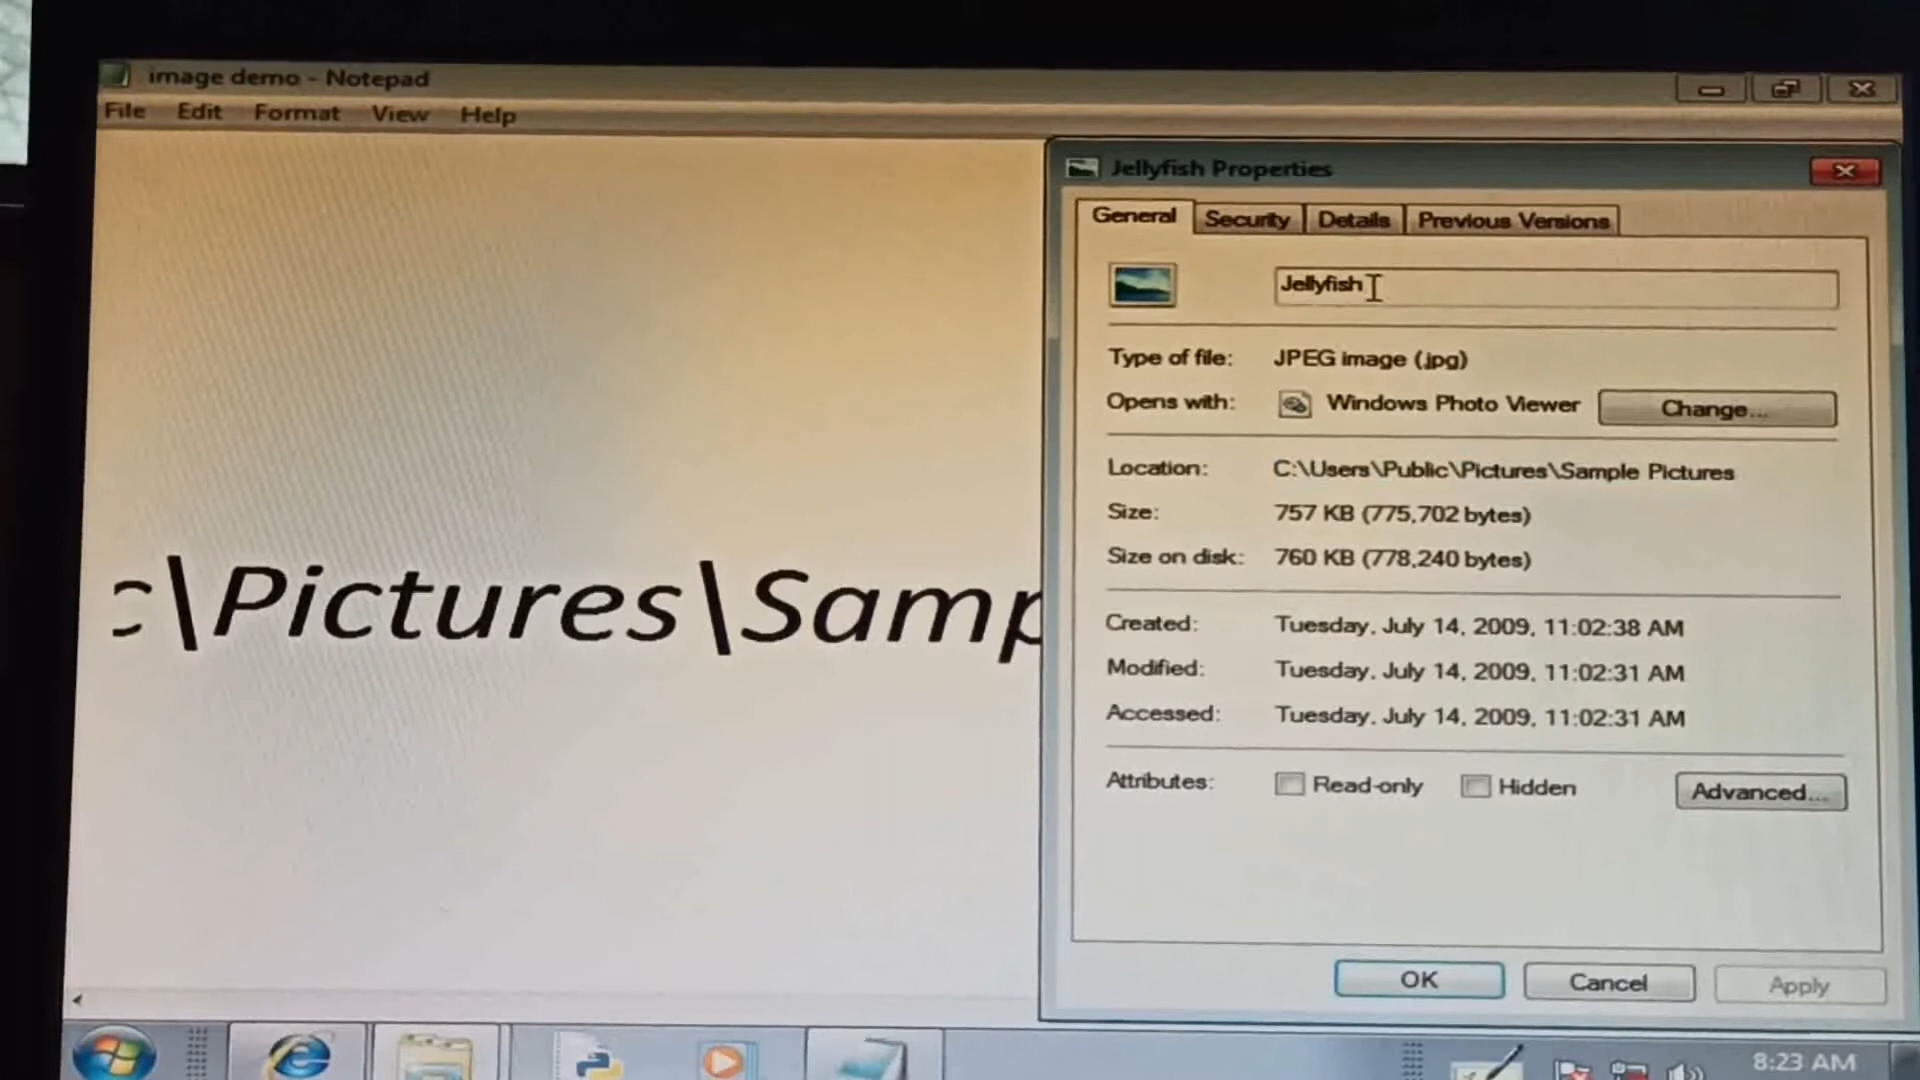 image demo - Notepad
File Edit Format View Help
c\Pictures\Samp
Jellyfish Properties
General Security Details Previous Versions
Jellyfish
Type of file: JPEG image (.jpg)
Opens with: Windows Photo Viewer Change...
Location: C:\Users\Public\Pictures\Sample Pictures
Size: 757 KB (775,702 bytes)
Size on disk: 760 KB (778,240 bytes)
Created: Tuesday, July 14, 2009, 11:02:38 AM
Modified: Tuesday, July 14, 2009, 11:02:31 AM
Accessed: Tuesday, July 14, 2009, 11:02:31 AM
Attributes: Read-only Hidden Advanced...
OK Cancel Apply
8:23 AM